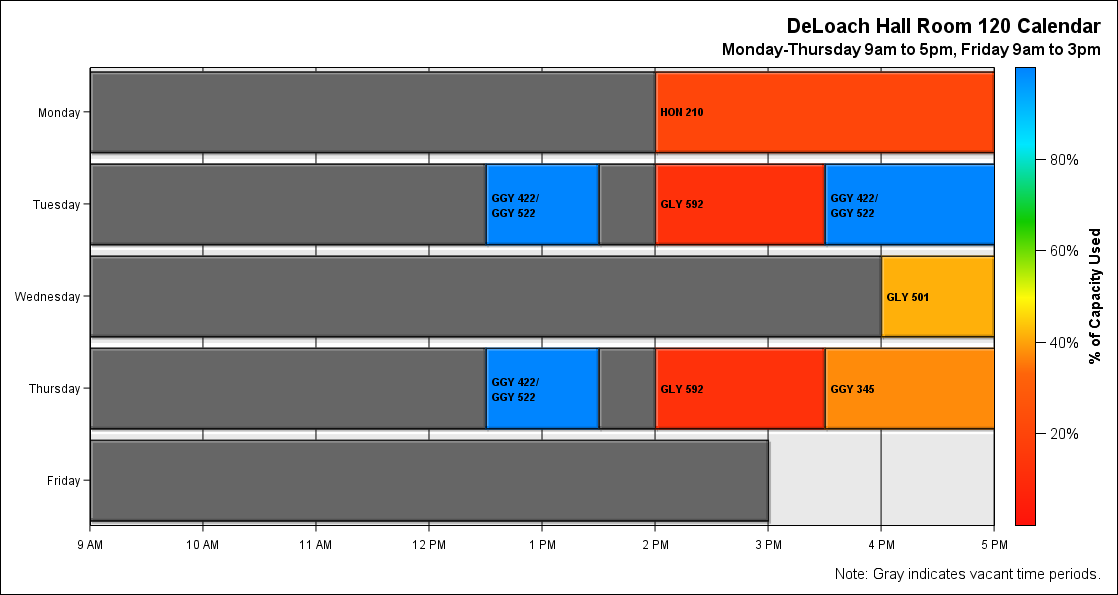 DeLoach Hall Room 120 Calendar
Monday-Thursday 9am to 5pm, Friday 9am to 3pm
Monday
HON 210
Tuesday
GGY 422/
GGY 522
GLY 592
GGY 422/
GGY 522
Wednesday
GLY 501
Thursday
GGY 422/
GGY 522
GLY 592
GGY 345
Friday
9 AM
10 AM
11 AM
12 PM
1 PM
2 PM
3 PM
4 PM
5 PM
80%
60%
40%
20%
% of Capacity Used
Note: Gray indicates vacant time periods.